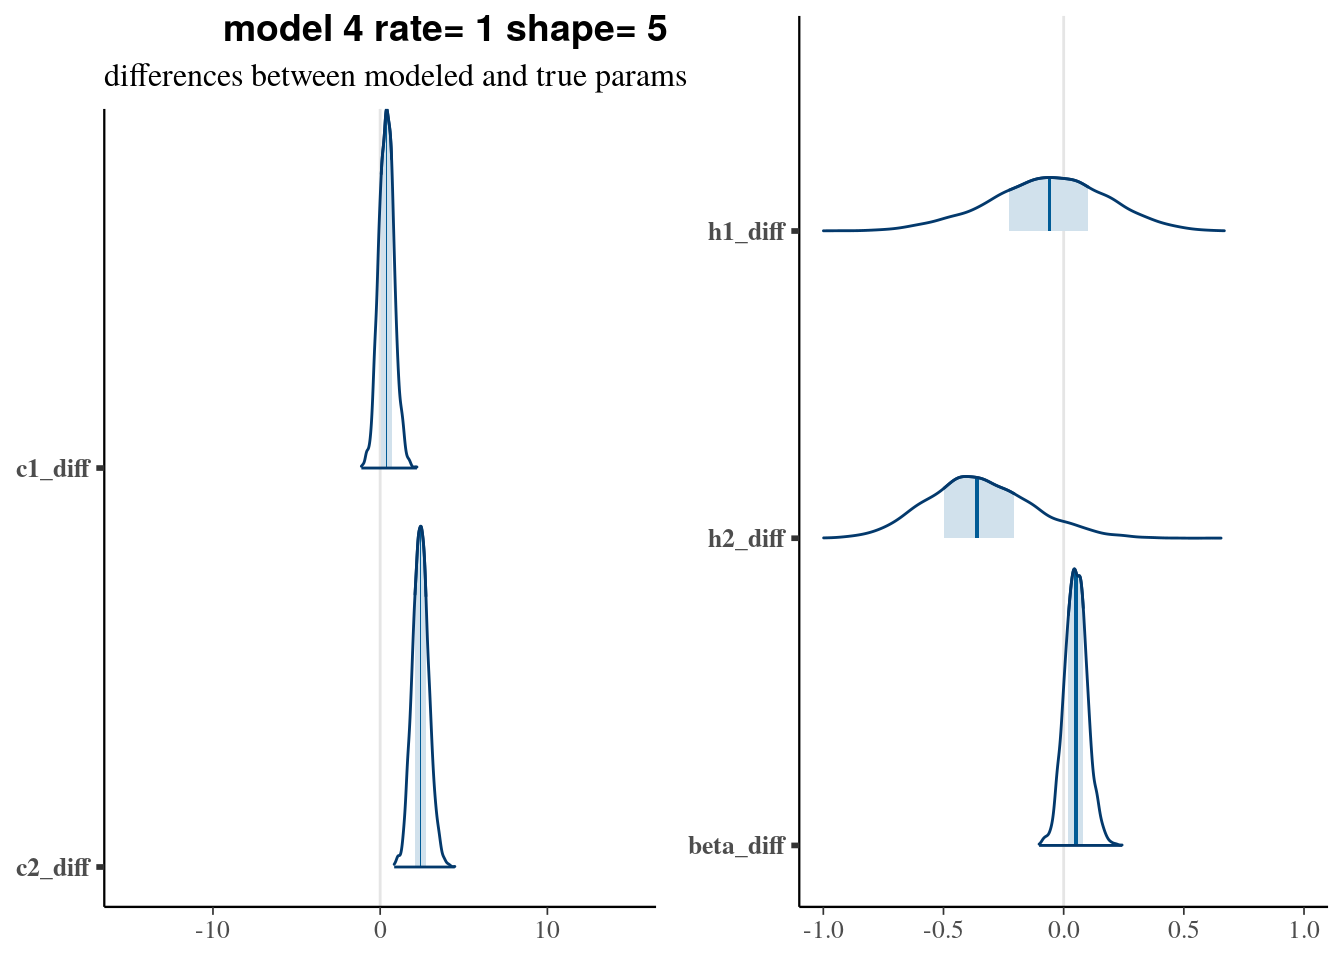 model 4 rate= 1 shape= 5
differences between modeled and true params
c1_diff
c2_diff
-10 0 10
h1_diff
h2_diff
beta_diff
-1.0 -0.5 0.0 0.5 1.0